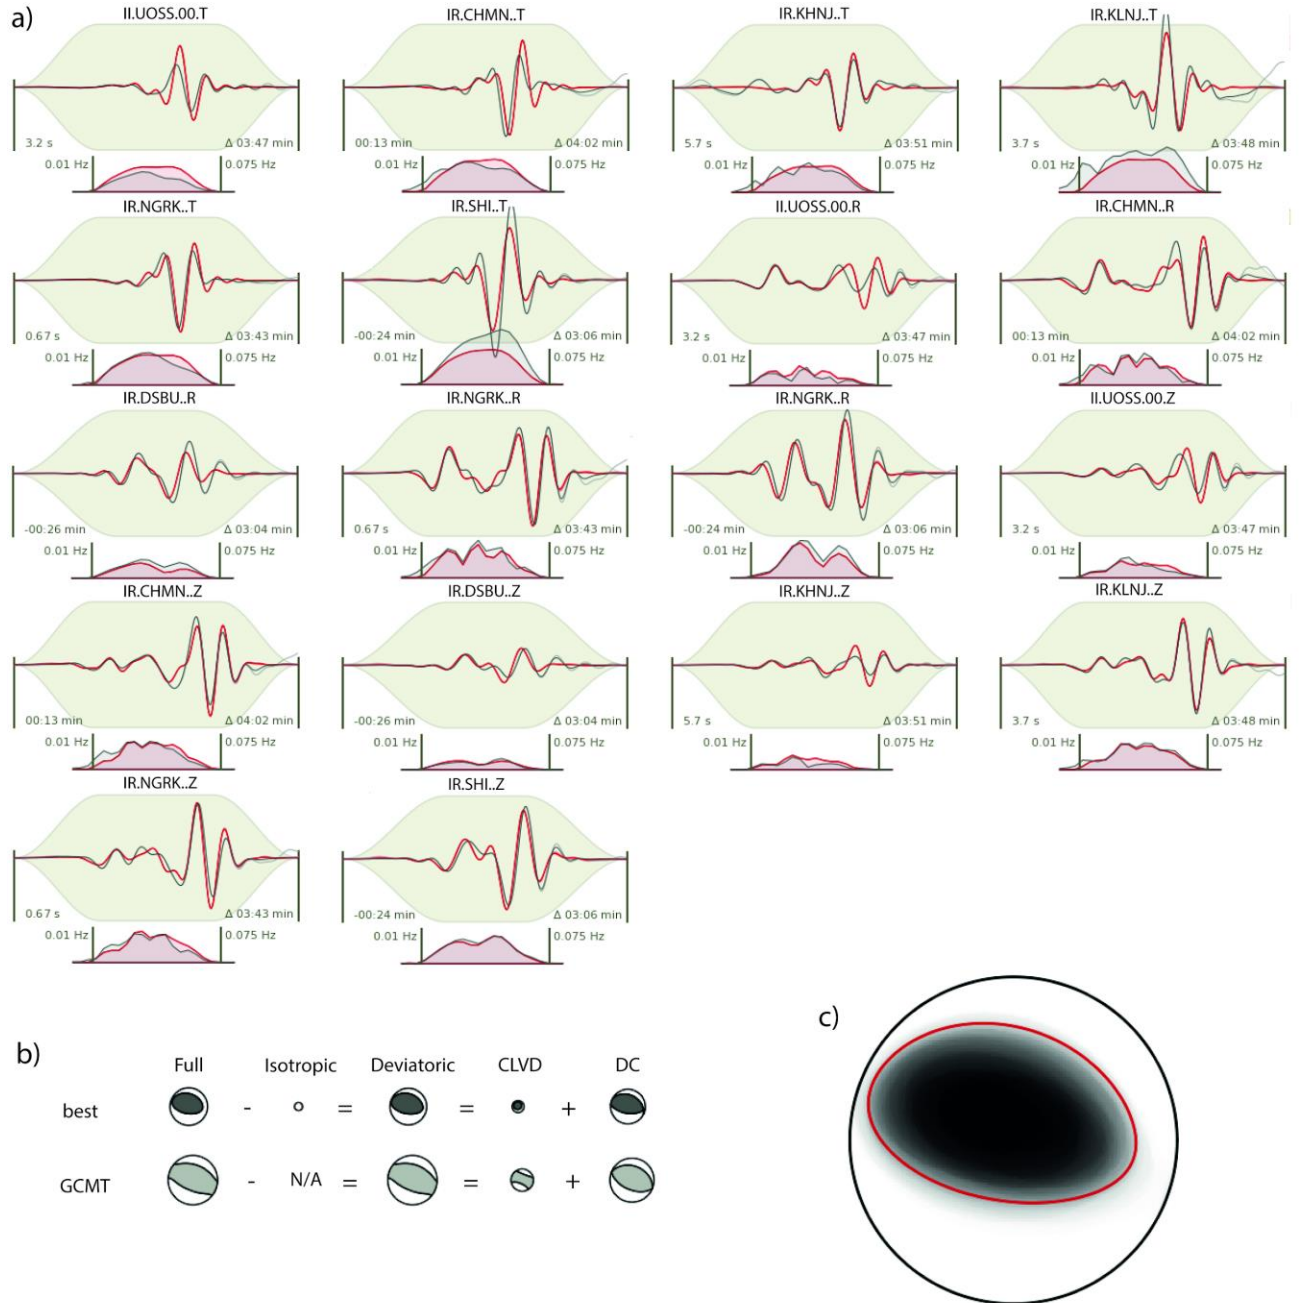 a)
II.UOSS.00.T
IR.CHMN..T
IR.KHNJ..T
IR.KLNJ..T
3.2 s
Δ 03:47 min
00:13 min
Δ 04:02 min
5.7 s
Δ 03:51 min
3.7 s
Δ 03:48 min
0.01 Hz
0.075 Hz
0.01 Hz
0.075 Hz
0.01 Hz
0.075 Hz
0.01 Hz
0.075 Hz
IR.NGRK..T
IR.SHI..T
II.UOSS.00.R
IR.CHMN..R
0.67 s
Δ 03:43 min
-00:24 min
Δ 03:06 min
3.2 s
Δ 03:47 min
00:13 min
Δ 04:02 min
0.01 Hz
0.075 Hz
0.01 Hz
0.075 Hz
0.01 Hz
0.075 Hz
0.01 Hz
0.075 Hz
IR.DSBU..R
IR.NGRK..R
IR.NGRK..R
II.UOSS.00.Z
-00:26 min
Δ 03:04 min
0.67 s
Δ 03:43 min
-00:24 min
Δ 03:06 min
3.2 s
Δ 03:47 min
0.01 Hz
0.075 Hz
0.01 Hz
0.075 Hz
0.01 Hz
0.075 Hz
0.01 Hz
0.075 Hz
IR.CHMN..Z
IR.DSBU..Z
IR.KHNJ..Z
IR.KLNJ..Z
00:13 min
Δ 04:02 min
-00:26 min
Δ 03:04 min
5.7 s
Δ 03:51 min
3.7 s
Δ 03:48 min
0.01 Hz
0.075 Hz
0.01 Hz
0.075 Hz
0.01 Hz
0.075 Hz
0.01 Hz
0.075 Hz
IR.NGRK..Z
IR.SHI..Z
0.67 s
Δ 03:43 min
-00:24 min
Δ 03:06 min
0.01 Hz
0.075 Hz
0.01 Hz
0.075 Hz
b)
Full
Isotropic
Deviatoric
CLVD
DC
best
-
=
=
+
GCMT
-
N/A
=
=
+
c)